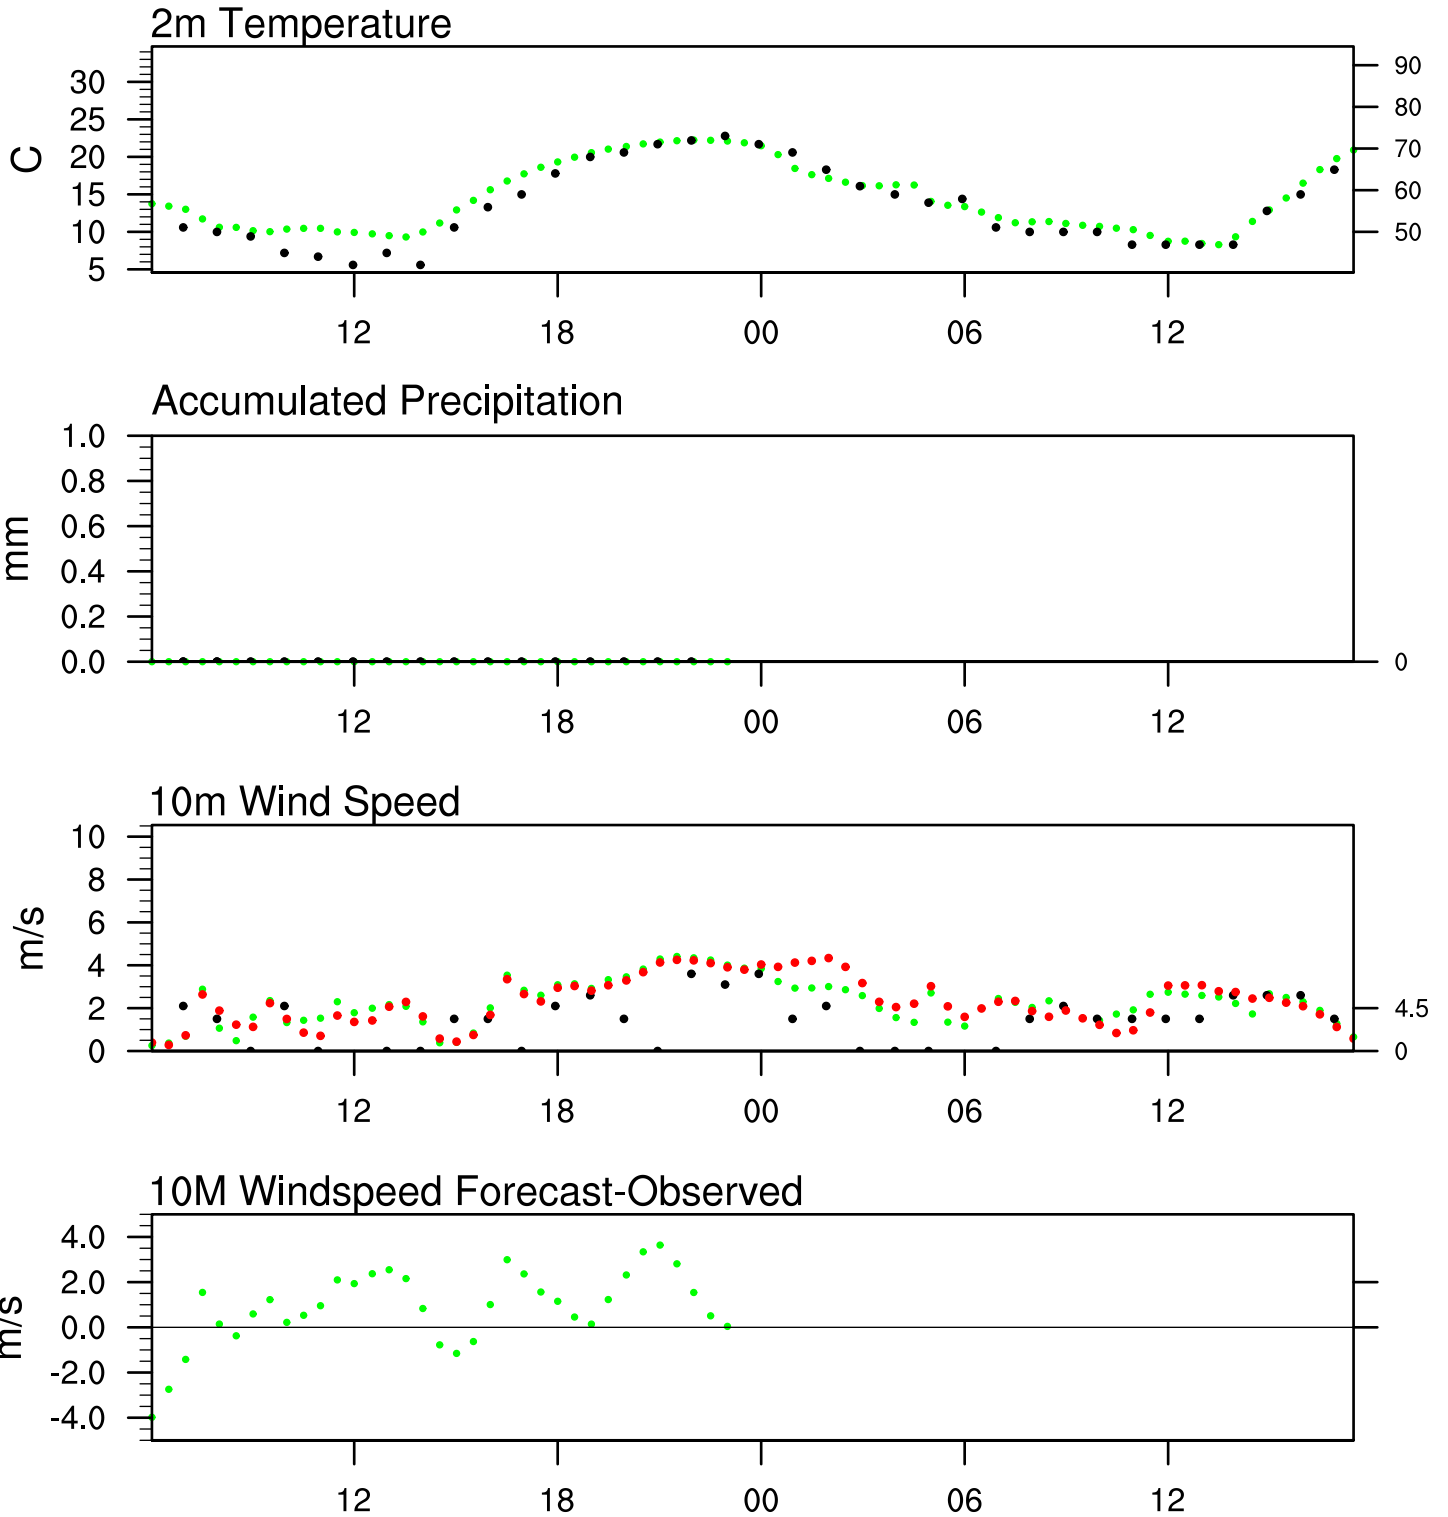 2m Temperature
30
25
20
15
10
5
C
90
80
70
60
50
12 18 00 06 12
Accumulated Precipitation
1.0
0.8
0.6
0.4
0.2
0.0
mm
0
12 18 00 06 12
10m Wind Speed
10
8
6
4
2
0
m/s
4.5
0
12 18 00 06 12
10M Windspeed Forecast-Observed
4.0
2.0
0.0
-2.0
-4.0
m/s
12 18 00 06 12